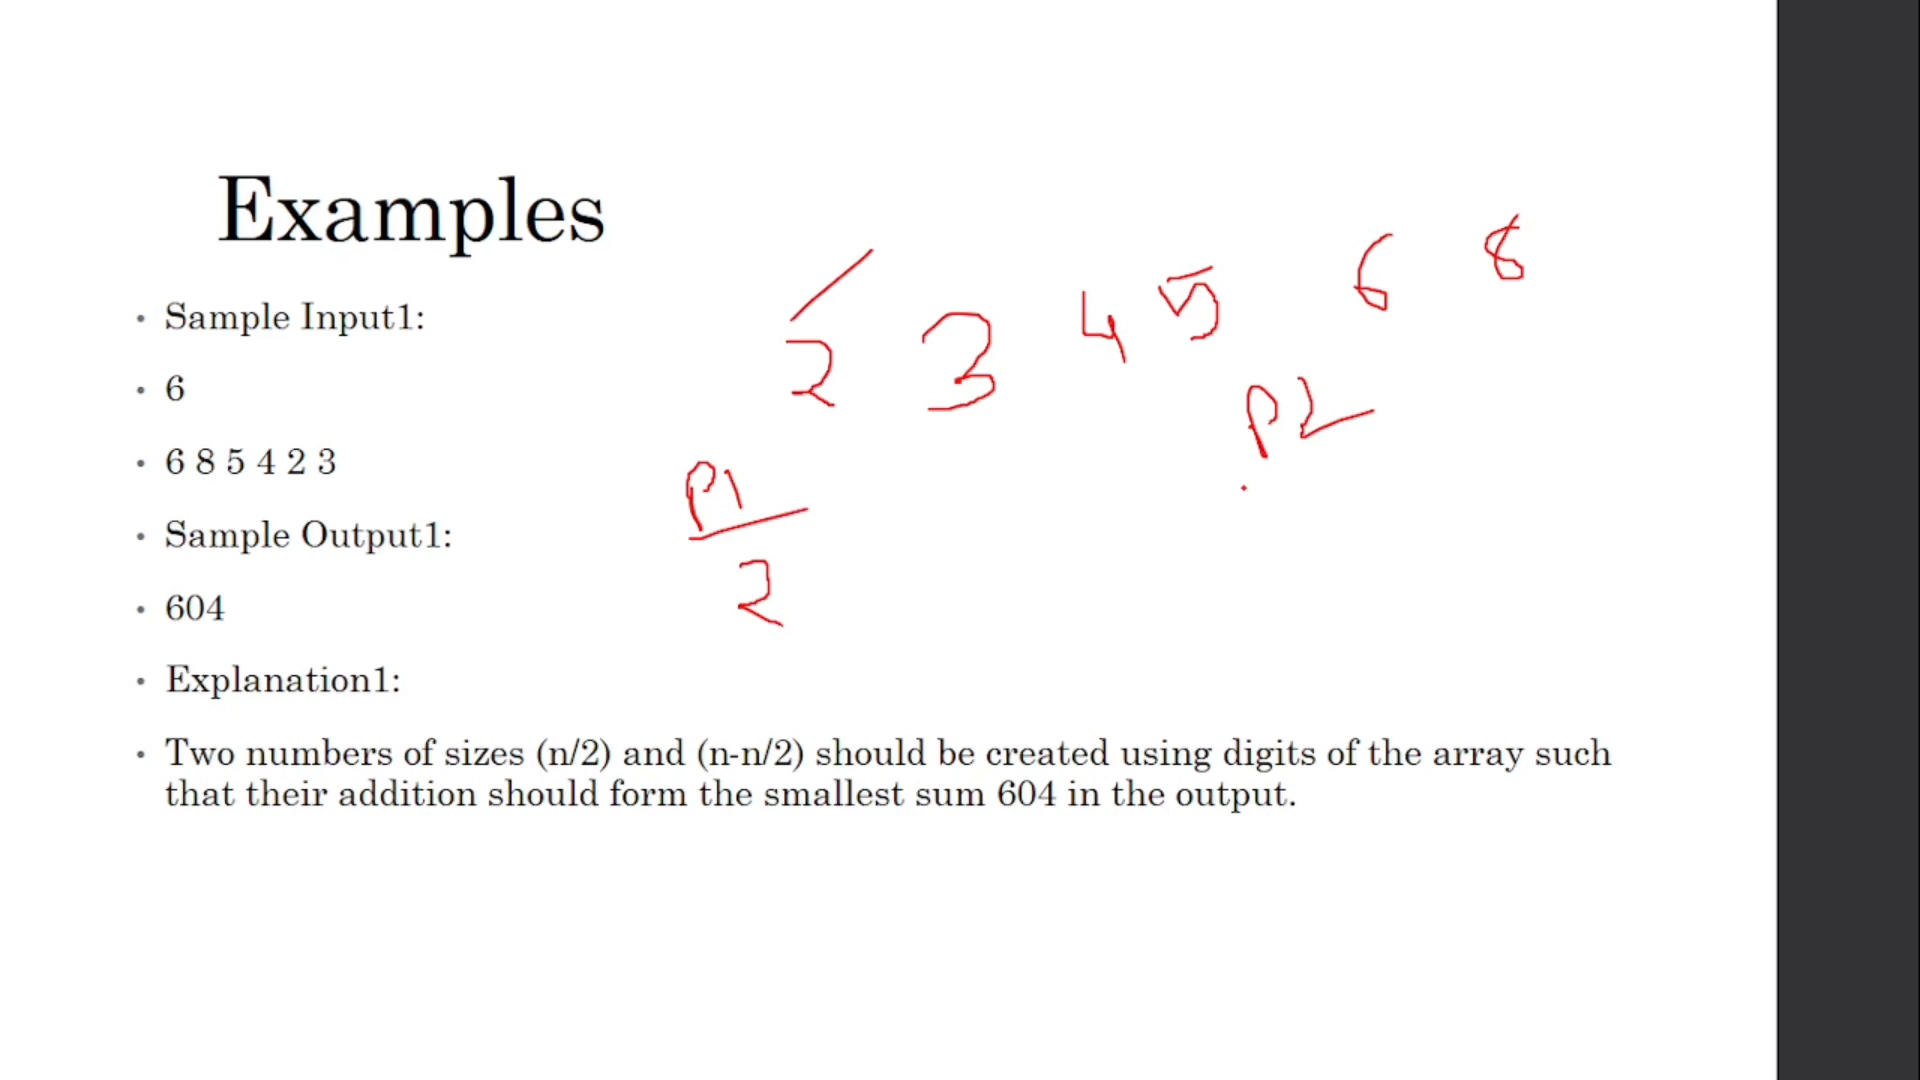 Examples
• Sample Input1:
• 6
• 6 8 5 4 2 3
• Sample Output1:
• 604
• Explanation1:
• Two numbers of sizes (n/2) and (n-n/2) should be created using digits of the array such
that their addition should form the smallest sum 604 in the output.
2 3 4 5 6 8
P1
2
P2